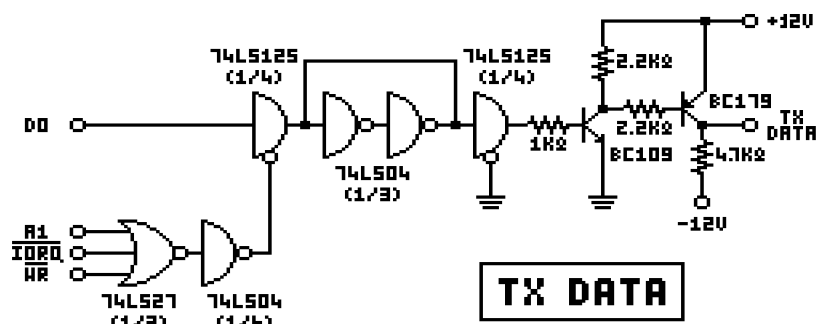 +12V
74LS125
(1/4)
74LS125
(1/4)
2.2KΩ
BC179
D0
2.2KΩ
TX
DATA
1KΩ
BC109
4.7KΩ
74LS04
(1/3)
-12V
A1
IORQ
WR
74LS27
74LS04
TX DATA